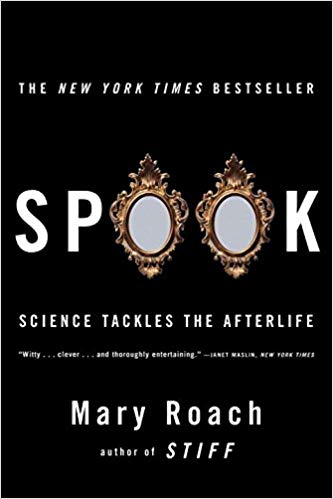 THE NEW YORK TIMES BESTSELLER
SPOOK
SCIENCE TACKLES THE AFTERLIFE
"Witty . . . clever . . . and thoroughly entertaining." —JANET MASLIN, NEW YORK TIMES
Mary Roach
author of STIFF